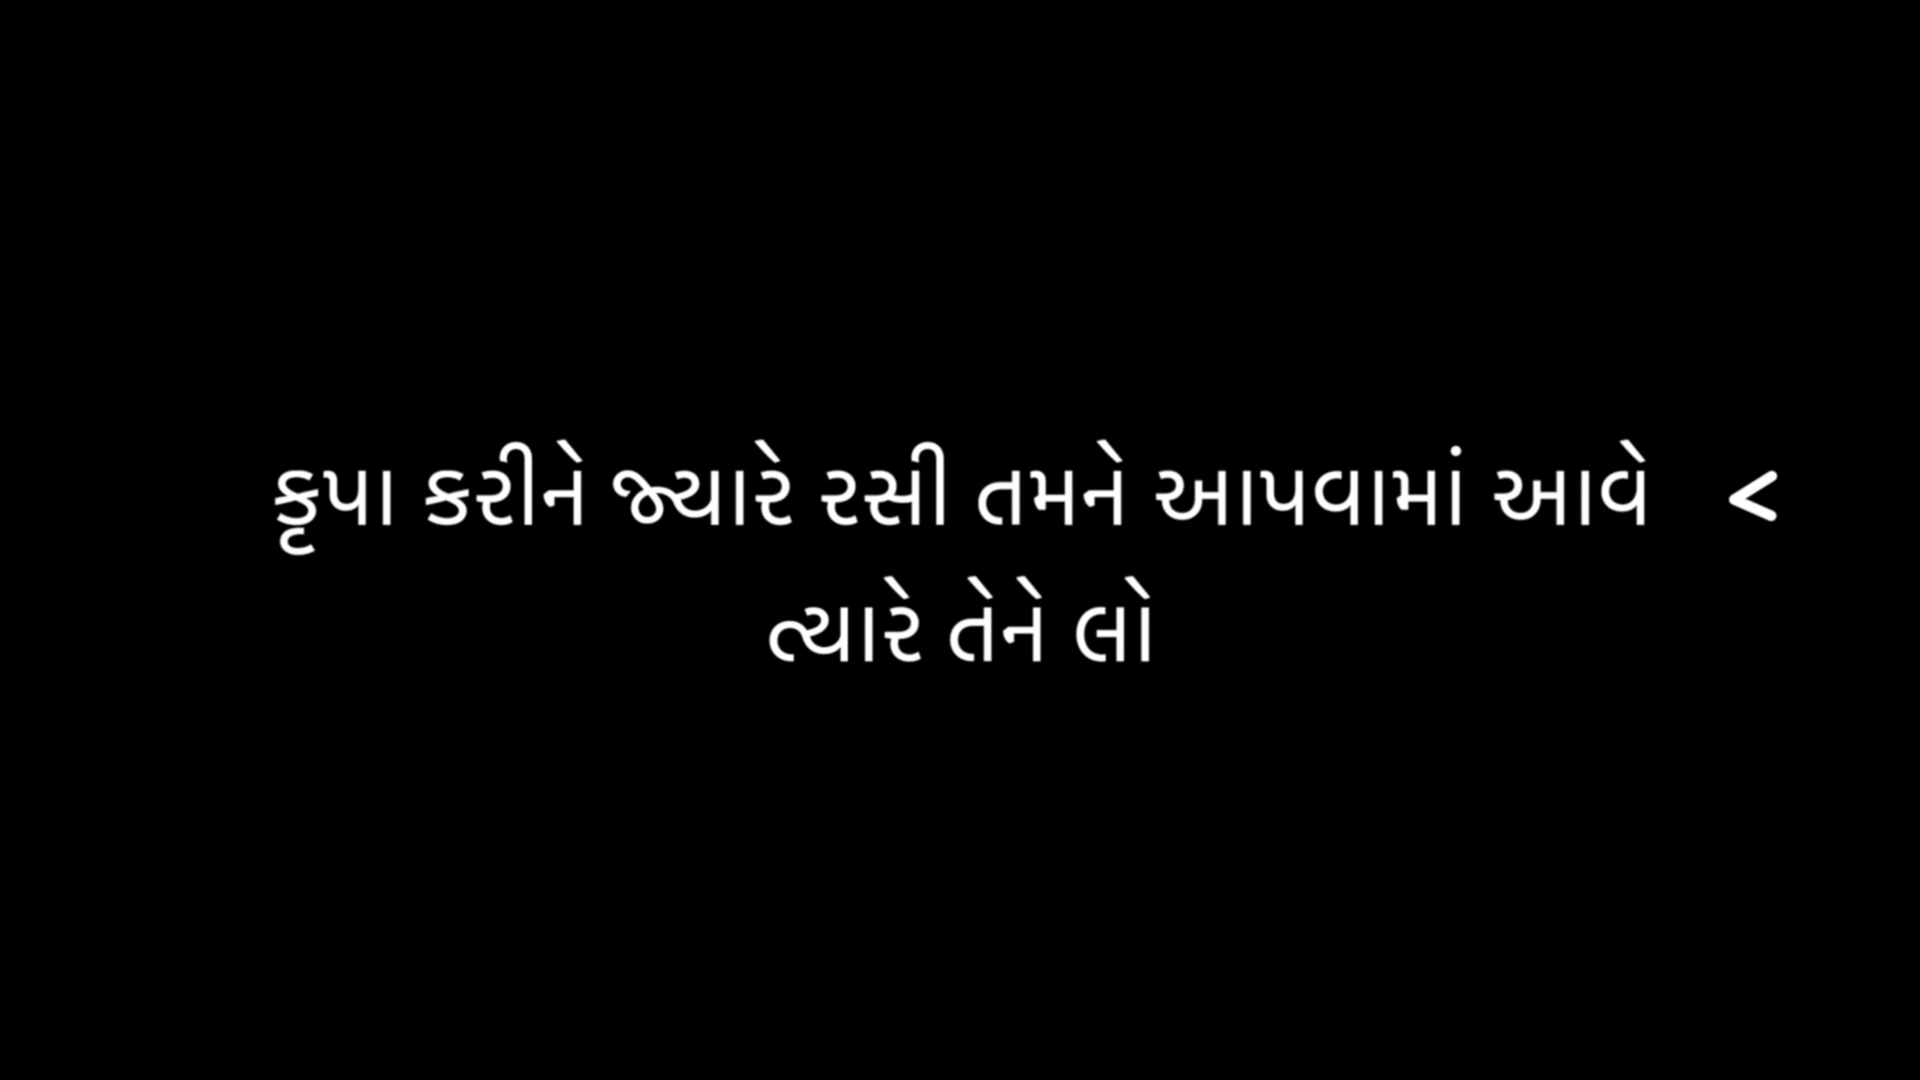 કૃપા કરીને જ્યારે રસી તમને આપવામાં આવે <
ત્યારે તેને લો